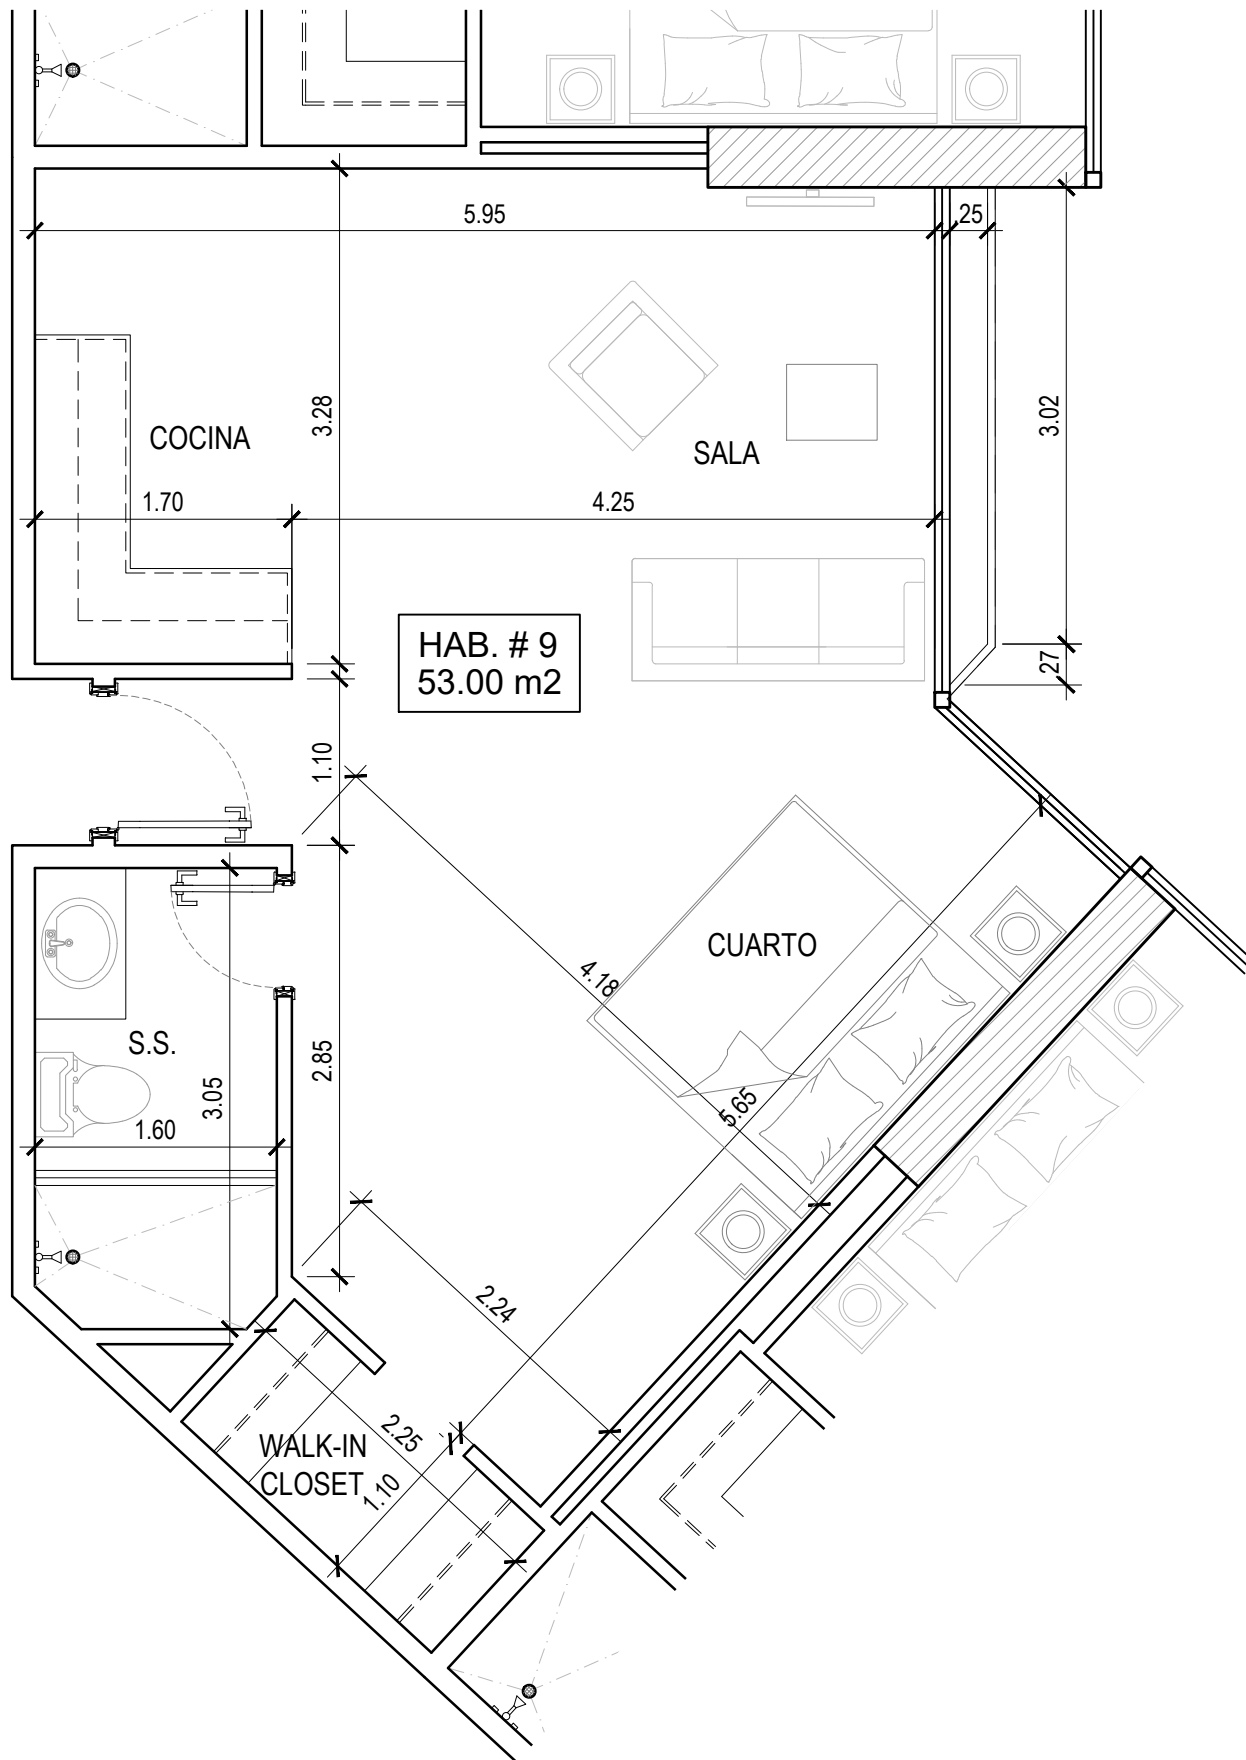 5.95
.25
3.28
3.02
COCINA
SALA
1.70
4.25
HAB. # 9
53.00 m2
.27
1.10
CUARTO
4.18
S.S.
2.85
3.05
5.65
1.60
2.24
2.25
WALK-IN
CLOSET
1.10